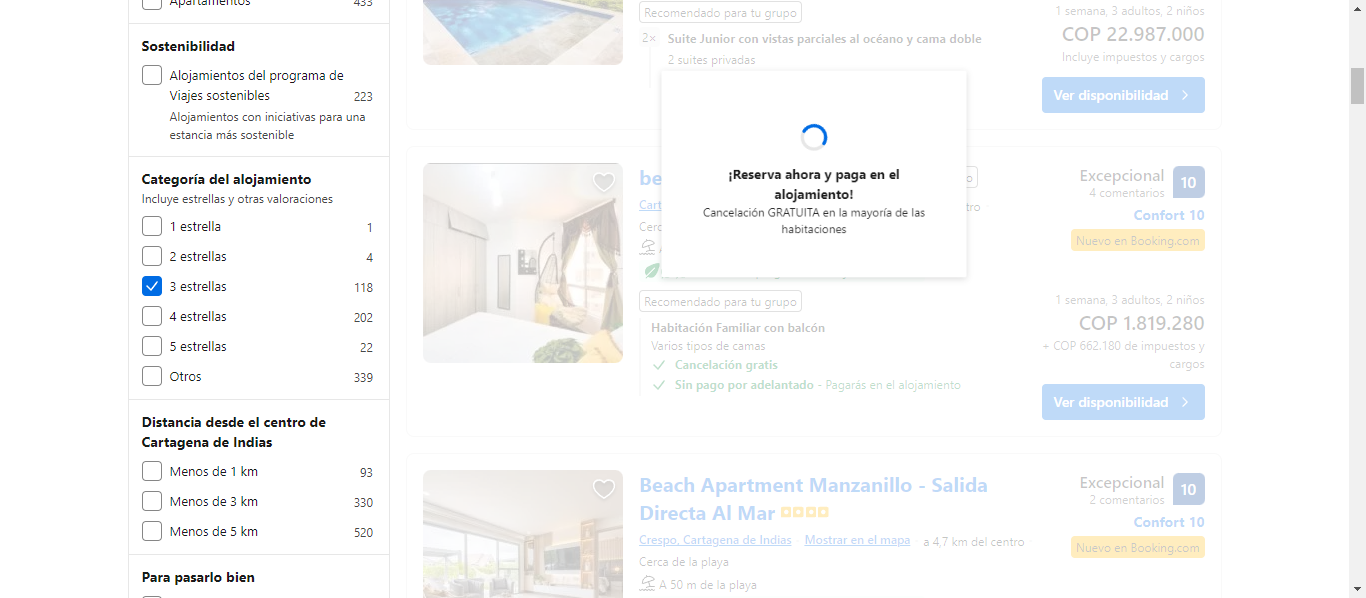 Apartamentos 433
Sostenibilidad
Alojamientos del programa de
Viajes sostenibles 223
Alojamientos con iniciativas para una
estancia más sostenible
Categoría del alojamiento
Incluye estrellas y otras valoraciones
1 estrella 1
2 estrellas 4
3 estrellas 118
4 estrellas 202
5 estrellas 22
Otros 339
Distancia desde el centro de
Cartagena de Indias
Menos de 1 km 93
Menos de 3 km 330
Menos de 5 km 520
Para pasarlo bien
Recomendado para tu grupo
2× Suite Junior con vistas parciales al océano y cama doble
2 suites privadas
1 semana, 3 adultos, 2 niños
COP 22.987.000
Incluye impuestos y cargos
Ver disponibilidad
¡Reserva ahora y paga en el
alojamiento!
Cancelación GRATUITA en la mayoría de las
habitaciones
Excepcional 10
4 comentarios
Confort 10
Nuevo en Booking.com
Recomendado para tu grupo
Habitación Familiar con balcón
Varios tipos de camas
Cancelación gratis
Sin pago por adelantado - Pagarás en el alojamiento
1 semana, 3 adultos, 2 niños
COP 1.819.280
+ COP 662.180 de impuestos y
cargos
Ver disponibilidad
Beach Apartment Manzanillo - Salida
Directa Al Mar
Crespo, Cartagena de Indias Mostrar en el mapa a 4,7 km del centro
Cerca de la playa
A 50 m de la playa
Excepcional 10
2 comentarios
Confort 10
Nuevo en Booking.com